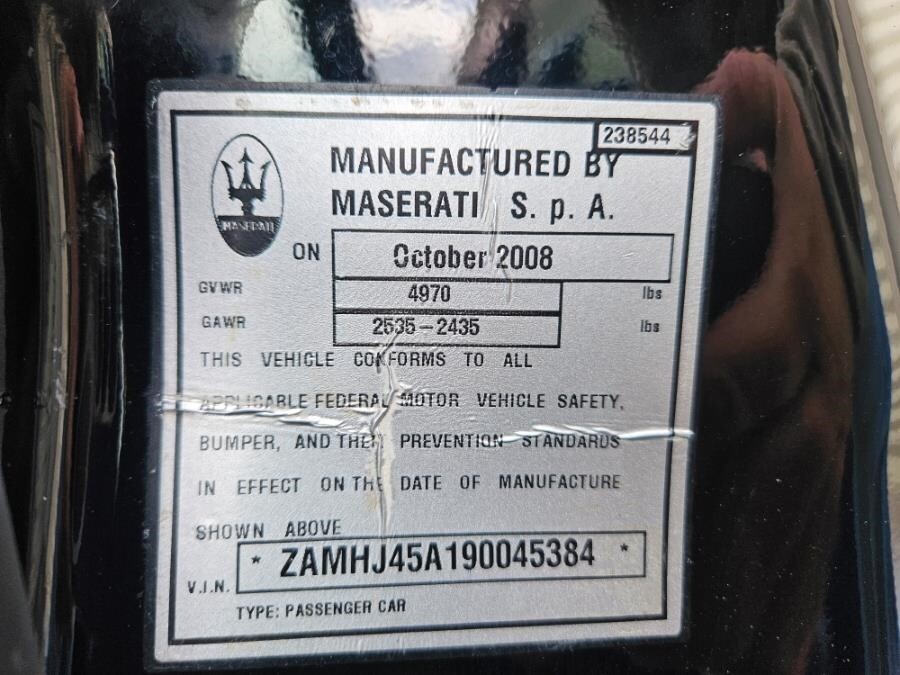 238544
MANUFACTURED BY
MASERATI S. p. A.
MASERATI
ON October 2008
GVWR 4970 lbs
GAWR 2535-2435 lbs
THIS VEHICLE CONFORMS TO ALL
APPLICABLE FEDERAL MOTOR VEHICLE SAFETY,
BUMPER, AND THEFT PREVENTION STANDARDS
IN EFFECT ON THE DATE OF MANUFACTURE
SHOWN ABOVE
V.I.N. * ZAMHJ45A190045384 *
TYPE: PASSENGER CAR